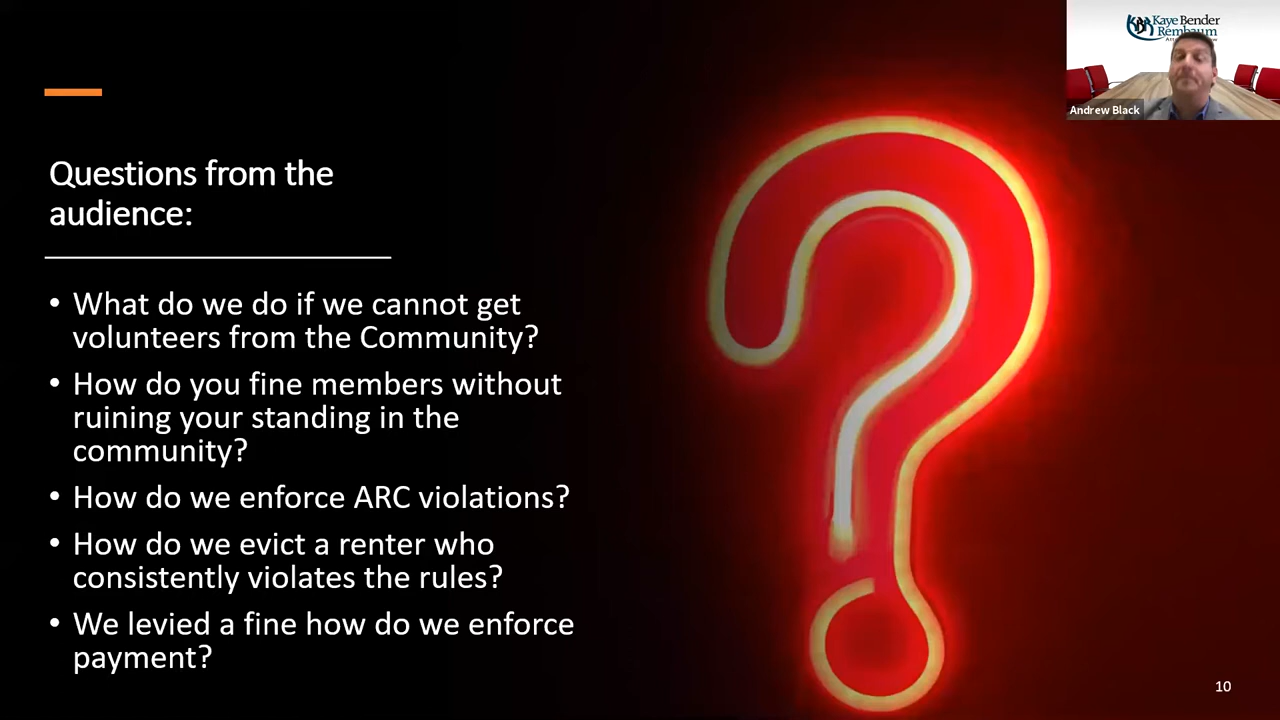 Questions from the
audience:
• What do we do if we cannot get
volunteers from the Community?
• How do you fine members without
ruining your standing in the
community?
• How do we enforce ARC violations?
• How do we evict a renter who
consistently violates the rules?
• We levied a fine how do we enforce
payment?
10
Kaye Bender
Rembaum
Andrew Black